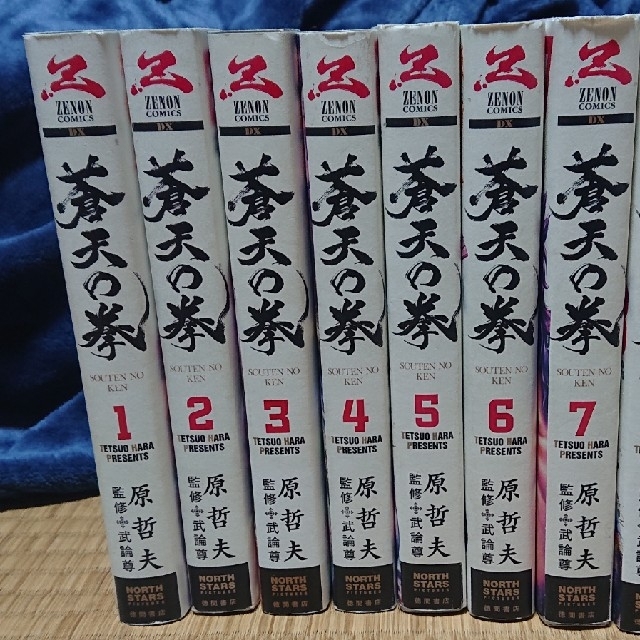 Z
ZENON
COMICS
DX
蒼天の拳
SOUTEN NO
KEN
1
TETSUO HARA
PRESENTS
原哲夫
監修 武論尊
NORTH
STARS
PICTURES
徳間書店
Z
ZENON
COMICS
DX
蒼天の拳
SOUTEN NO
KEN
2
TETSUO HARA
PRESENTS
原哲夫
監修 武論尊
NORTH
STARS
PICTURES
徳間書店
Z
ZENON
COMICS
DX
蒼天の拳
SOUTEN NO
KEN
3
TETSUO HARA
PRESENTS
原哲夫
監修 武論尊
NORTH
STARS
PICTURES
徳間書店
Z
ZENON
COMICS
DX
蒼天の拳
SOUTEN NO
KEN
4
TETSUO HARA
PRESENTS
原哲夫
監修 武論尊
NORTH
STARS
PICTURES
徳間書店
Z
ZENON
COMICS
DX
蒼天の拳
SOUTEN NO
KEN
5
TETSUO HARA
PRESENTS
原哲夫
監修 武論尊
NORTH
STARS
PICTURES
徳間書店
Z
ZENON
COMICS
DX
蒼天の拳
SOUTEN NO
KEN
6
TETSUO HARA
PRESENTS
原哲夫
監修 武論尊
NORTH
STARS
PICTURES
徳間書店
Z
ZENON
COMICS
DX
蒼天の拳
SOUTEN NO
KEN
7
TETSUO HARA
PRESENTS
原哲夫
監修 武論尊
NORTH
STARS
PICTURES
徳間書店